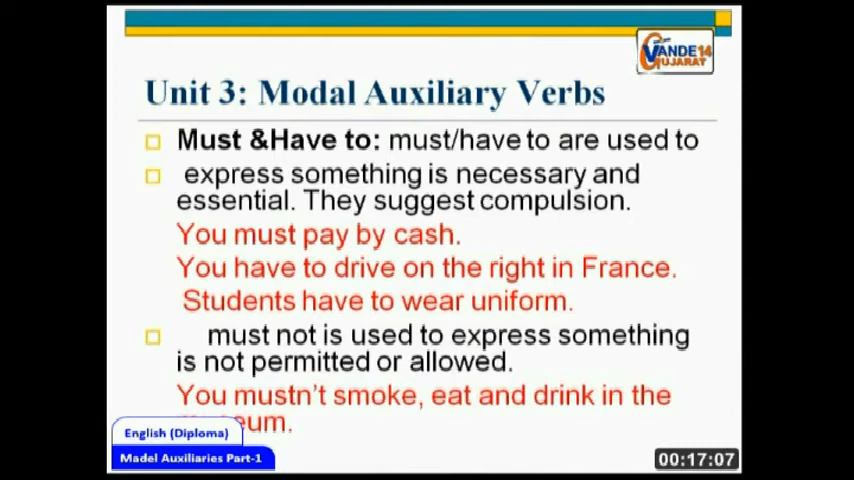 VANDE 14
GUJARAT
Unit 3: Modal Auxiliary Verbs
Must &Have to: must/have to are used to
express something is necessary and
essential. They suggest compulsion.
You must pay by cash.
You have to drive on the right in France.
Students have to wear uniform.
must not is used to express something
is not permitted or allowed.
You mustn't smoke, eat and drink in the
museum.
English (Diploma)
Madel Auxiliaries Part-1
00:17:07